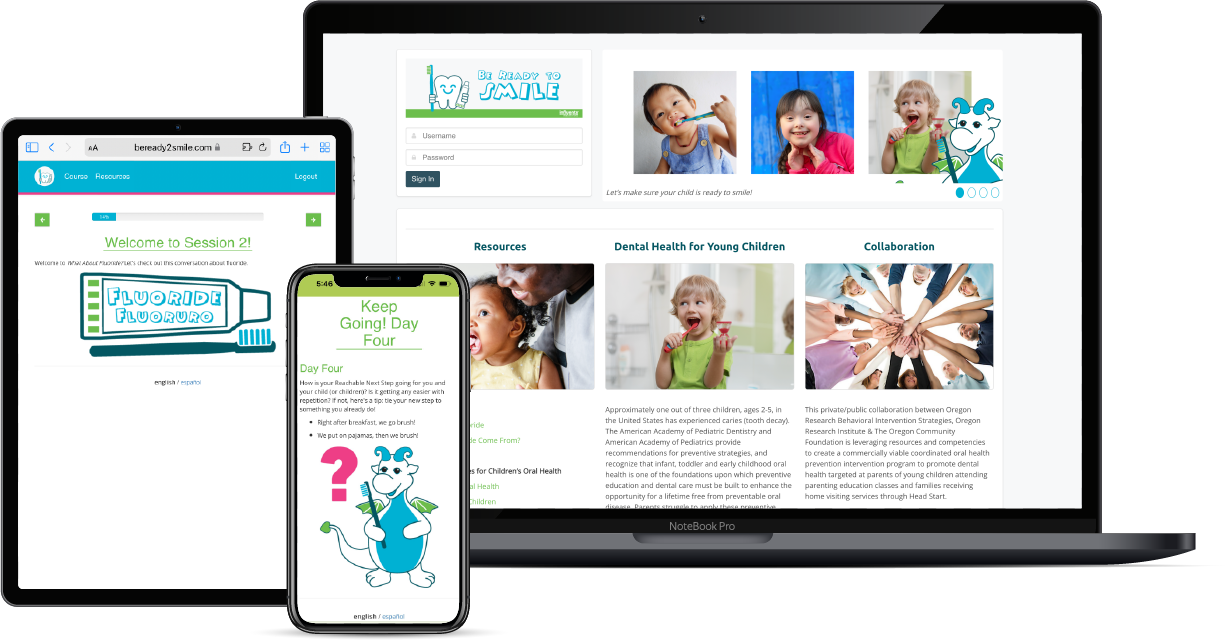 beready2smile.com
AA
Course Resources
Logout
14%
Welcome to Session 2!
Welcome to What About Fluoride! Let's check out this conversation about fluoride.
FLUORIDE
FLUORURO
english / español
5:46
Keep
Going! Day
Four
Day Four
How is your Reachable Next Step going for you and
your child (or children)? Is it getting any easier with
repetition? If not, here's a tip: tie your new step to
something you already do!
• Right after breakfast, we go brush!
• We put on pajamas, then we brush!
?
english / español
BE READY TO
SMILE
Username
Password
Sign In
Let's make sure your child is ready to smile!
Resources
ride
de Come From?
es for Children's Oral Health
al Health
Children
Dental Health for Young Children
Approximately one out of three children, ages 2-5, in
the United States has experienced caries (tooth decay).
The American Academy of Pediatric Dentistry and
American Academy of Pediatrics provide
recommendations for preventive strategies, and
recognize that infant, toddler and early childhood oral
health is one of the foundations upon which preventive
education and dental care must be built to enhance the
opportunity for a lifetime free from preventable oral
disease. Parents struggle to apply these preventive
Collaboration
This private/public collaboration between Oregon
Research Behavioral Intervention Strategies, Oregon
Research Institute & The Oregon Community
Foundation is leveraging resources and competencies
to create a commercially viable coordinated oral health
prevention intervention program to promote dental
health targeted at parents of young children attending
parenting education classes and families receiving
home visiting services through Head Start.
NoteBook Pro